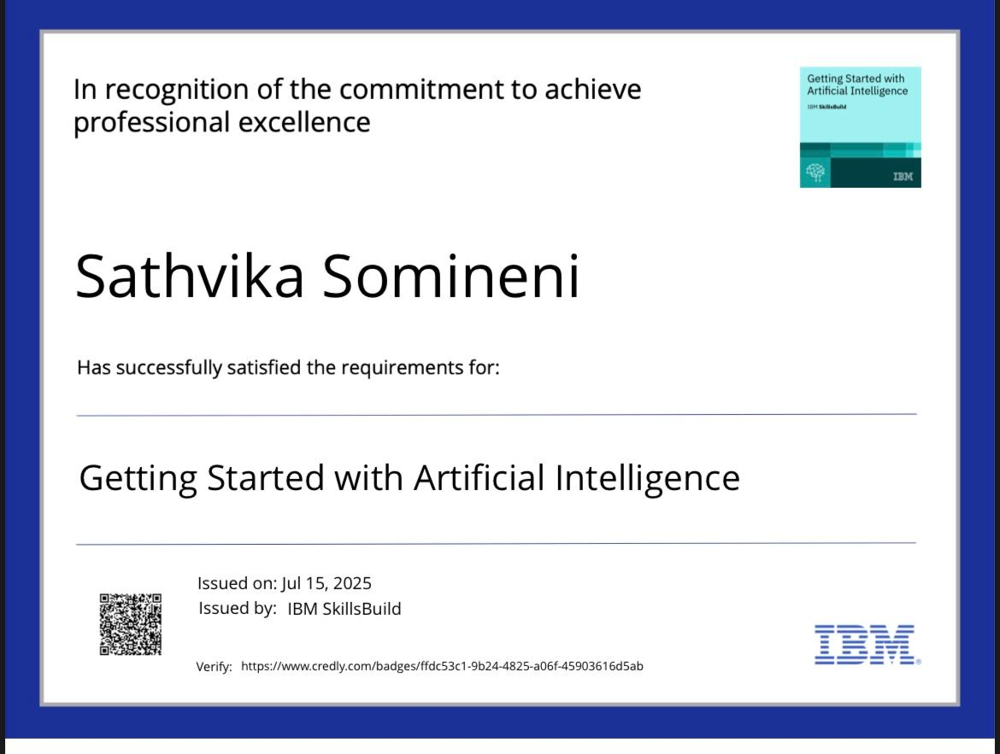 In recognition of the commitment to achieve
professional excellence
Getting Started with
Artificial Intelligence
IBM SkillsBuild
IBM
Sathvika Somineni
Has successfully satisfied the requirements for:
Getting Started with Artificial Intelligence
Issued on: Jul 15, 2025
Issued by: IBM SkillsBuild
Verify: https://www.credly.com/badges/ffdc53c1-9b24-4825-a06f-45903616d5ab
IBM®